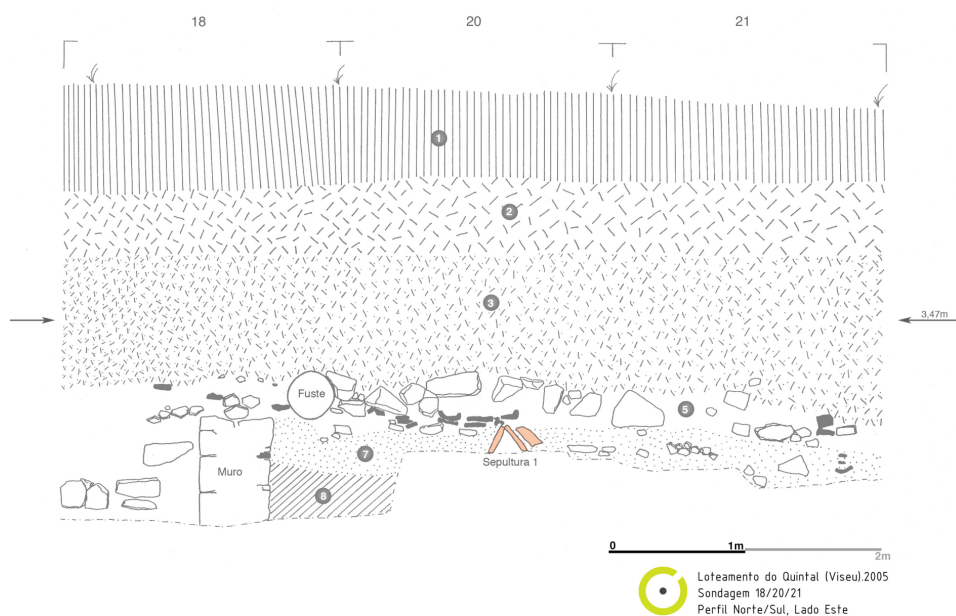 18 20 21
1
2
3
3,47m
Fuste
5
7
Muro
Sepultura 1
8
0 1m
2m
Loteamento do Quintal (Viseu).2005
Sondagem 18/20/21
Perfil Norte/Sul, Lado Este